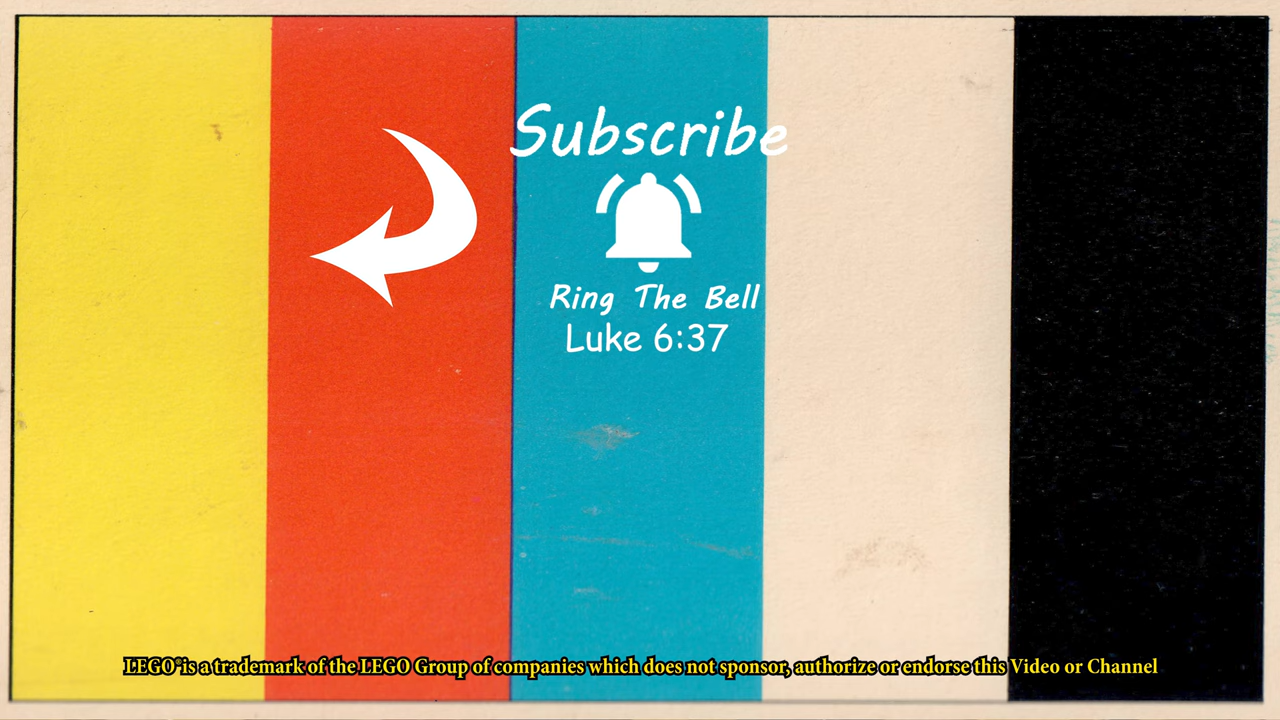 Subscribe
Ring The Bell
Luke 6:37
LEGO®is a trademark of the LEGO Group of companies which does not sponsor, authorize or endorse this Video or Channel